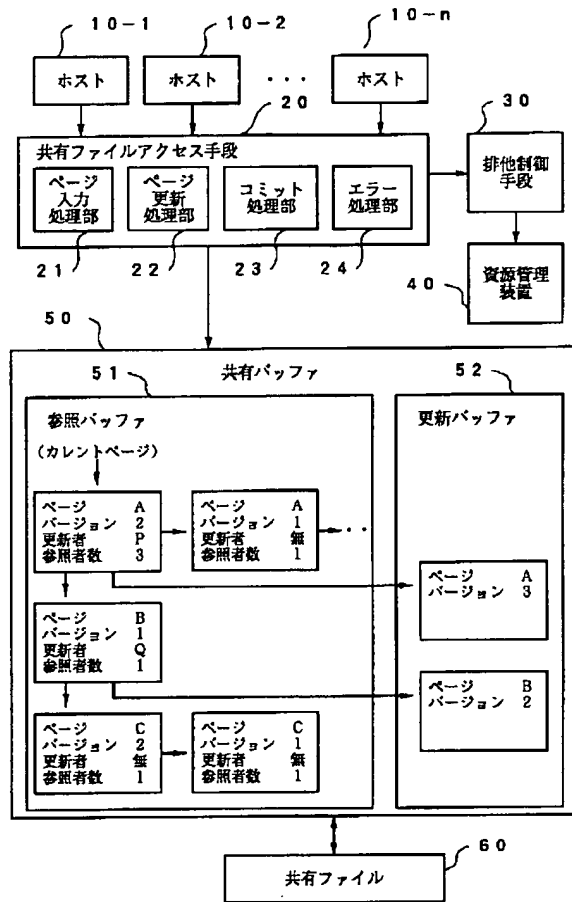 10-1
10-2
10-n
ホスト
ホスト
・・・
ホスト
20
30
共有ファイルアクセス手段
ページ
入力
処理部
ページ
更新
処理部
コミット
処理部
エラー
処理部
排他制御
手段
21
22
23
24
40
資源管理
装置
50
51
共有バッファ
52
参照バッファ
更新バッファ
(カレントページ)
ページ A
バージョン 2
更新者 P
参照者数 3
ページ A
バージョン 1
更新者 無
参照者数 1
・・
ページ A
バージョン 3
ページ B
バージョン 1
更新者 Q
参照者数 1
ページ B
バージョン 2
ページ C
バージョン 2
更新者 無
参照者数 1
ページ C
バージョン 1
更新者 無
参照者数 1
60
共有ファイル